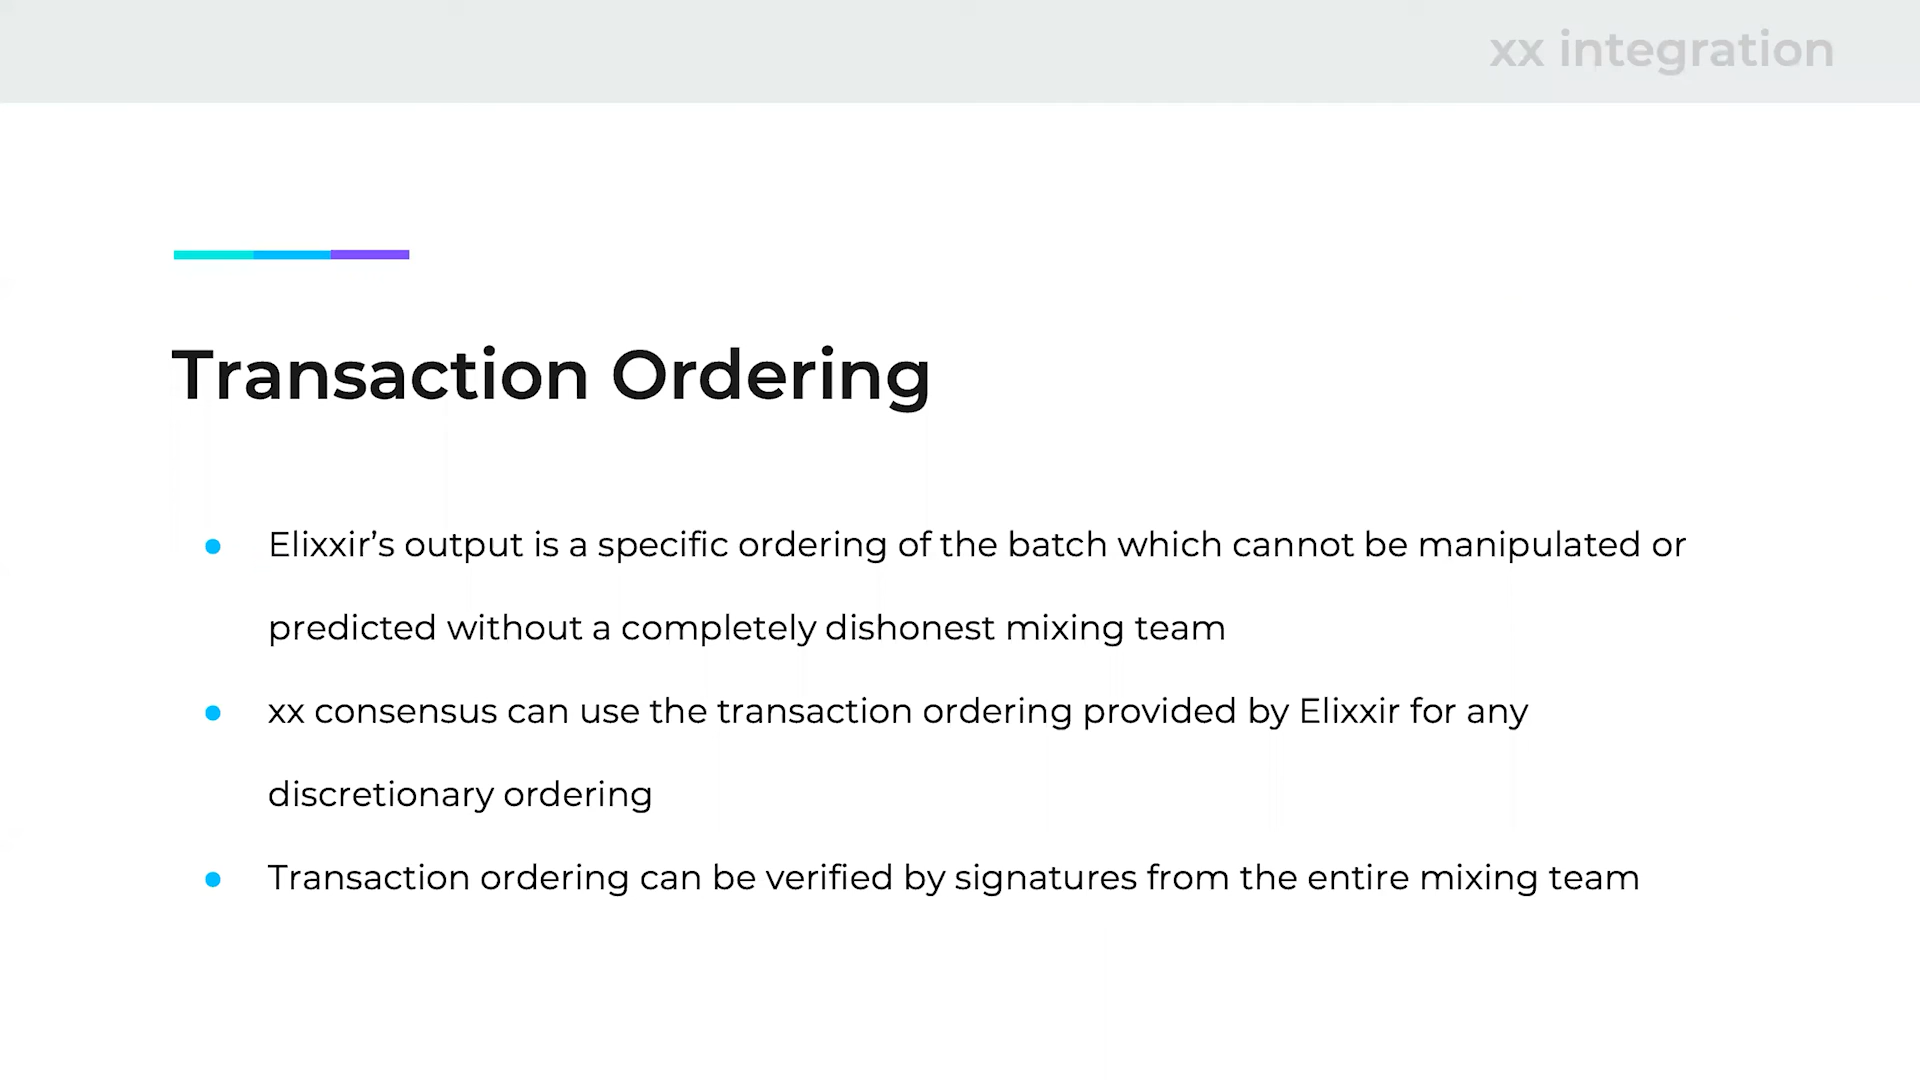 xx integration
Transaction Ordering
● Elixxir’s output is a specific ordering of the batch which cannot be manipulated or
predicted without a completely dishonest mixing team
● xx consensus can use the transaction ordering provided by Elixxir for any
discretionary ordering
● Transaction ordering can be verified by signatures from the entire mixing team